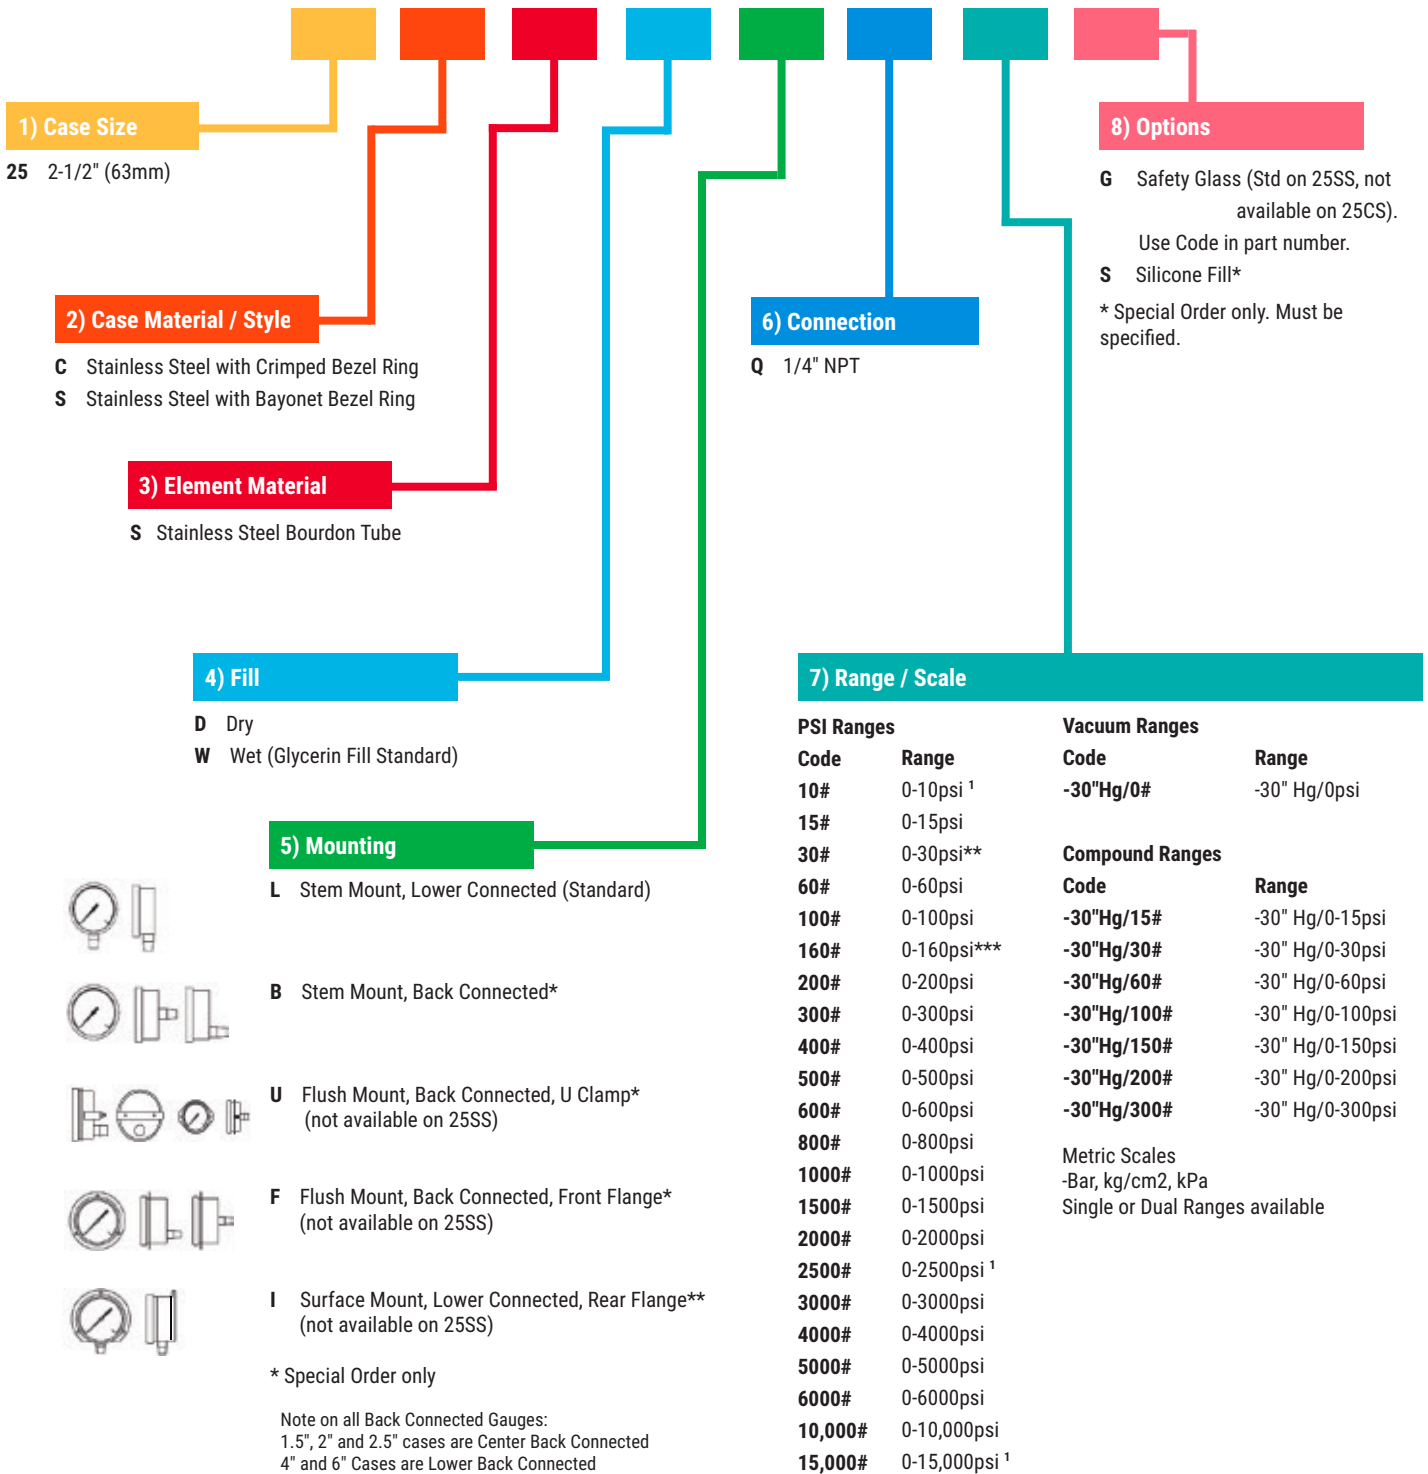 1) Case Size
25 2-1/2" (63mm)
2) Case Material / Style
C Stainless Steel with Crimped Bezel Ring
S Stainless Steel with Bayonet Bezel Ring
3) Element Material
S Stainless Steel Bourdon Tube
4) Fill
D Dry
W Wet (Glycerin Fill Standard)
5) Mounting
L Stem Mount, Lower Connected (Standard)
B Stem Mount, Back Connected*
U Flush Mount, Back Connected, U Clamp*
(not available on 25SS)
F Flush Mount, Back Connected, Front Flange*
(not available on 25SS)
I Surface Mount, Lower Connected, Rear Flange**
(not available on 25SS)
* Special Order only
Note on all Back Connected Gauges:
1.5", 2" and 2.5" cases are Center Back Connected
4" and 6" Cases are Lower Back Connected
6) Connection
Q 1/4" NPT
7) Range / Scale
PSI Ranges
Code Range
10# 0-10psi ¹
15# 0-15psi
30# 0-30psi**
60# 0-60psi
100# 0-100psi
160# 0-160psi***
200# 0-200psi
300# 0-300psi
400# 0-400psi
500# 0-500psi
600# 0-600psi
800# 0-800psi
1000# 0-1000psi
1500# 0-1500psi
2000# 0-2000psi
2500# 0-2500psi ¹
3000# 0-3000psi
4000# 0-4000psi
5000# 0-5000psi
6000# 0-6000psi
10,000# 0-10,000psi
15,000# 0-15,000psi ¹
Vacuum Ranges
Code Range
-30"Hg/0# -30" Hg/0psi
Compound Ranges
Code Range
-30"Hg/15# -30" Hg/0-15psi
-30"Hg/30# -30" Hg/0-30psi
-30"Hg/60# -30" Hg/0-60psi
-30"Hg/100# -30" Hg/0-100psi
-30"Hg/150# -30" Hg/0-150psi
-30"Hg/200# -30" Hg/0-200psi
-30"Hg/300# -30" Hg/0-300psi
Metric Scales
-Bar, kg/cm2, kPa
Single or Dual Ranges available
8) Options
G Safety Glass (Std on 25SS, not
available on 25CS).
Use Code in part number.
S Silicone Fill*
* Special Order only. Must be
specified.